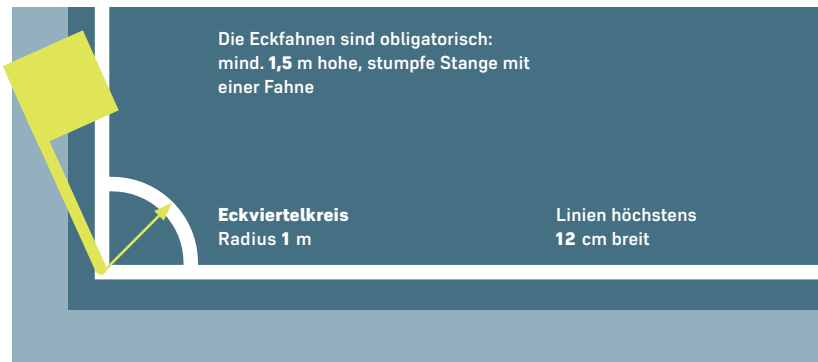 Die Eckfahnen sind obligatorisch:
mind. 1,5 m hohe, stumpfe Stange mit
einer Fahne
Eckviertelkreis
Radius 1 m
Linien höchstens
12 cm breit